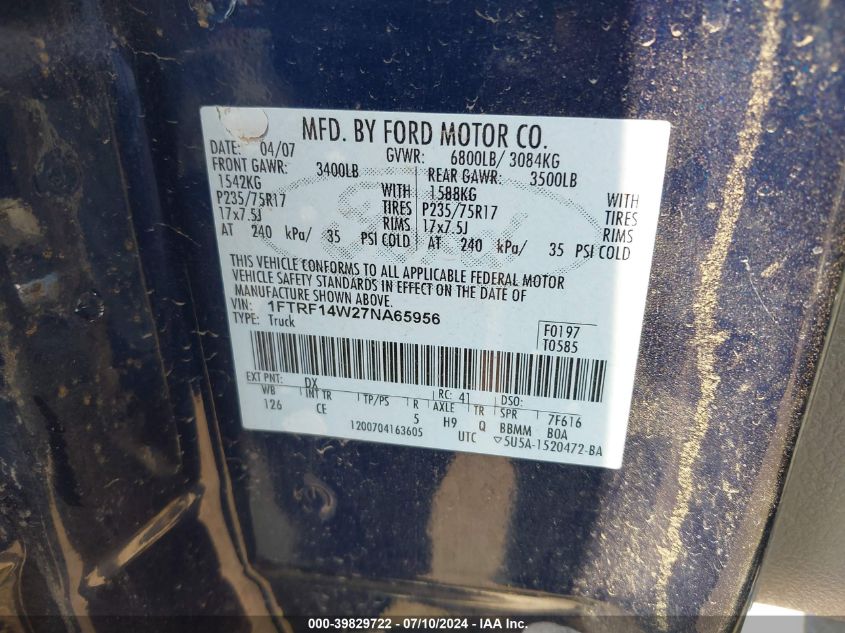 MFD. BY FORD MOTOR CO.
DATE: 04/07 GVWR: 6800LB/ 3084KG
FRONT GAWR: 3400LB REAR GAWR: 3500LB
1542KG WITH 1588KG WITH
P235/75R17 TIRES P235/75R17 TIRES
17x7.5J RIMS 17x7.5J RIMS
AT 240 kPa/ 35 PSI COLD AT 240 kPa/ 35 PSI COLD
THIS VEHICLE CONFORMS TO ALL APPLICABLE FEDERAL MOTOR
VEHICLE SAFETY STANDARDS IN EFFECT ON THE DATE OF
MANUFACTURE SHOWN ABOVE.
VIN: 1FTRF14W27NA65956
TYPE: Truck
F0197
T0585
EXT PNT: DX RC: 41 DSO:
WB INT TR TP/PS R AXLE TR SPR 7F6T6
126 CE 5 H9 Q BBMM BOA
1200704163605 UTC ▽5U5A-1520472-BA
000-39829722 - 07/10/2024 - IMPACT AUTO AUCTIONS